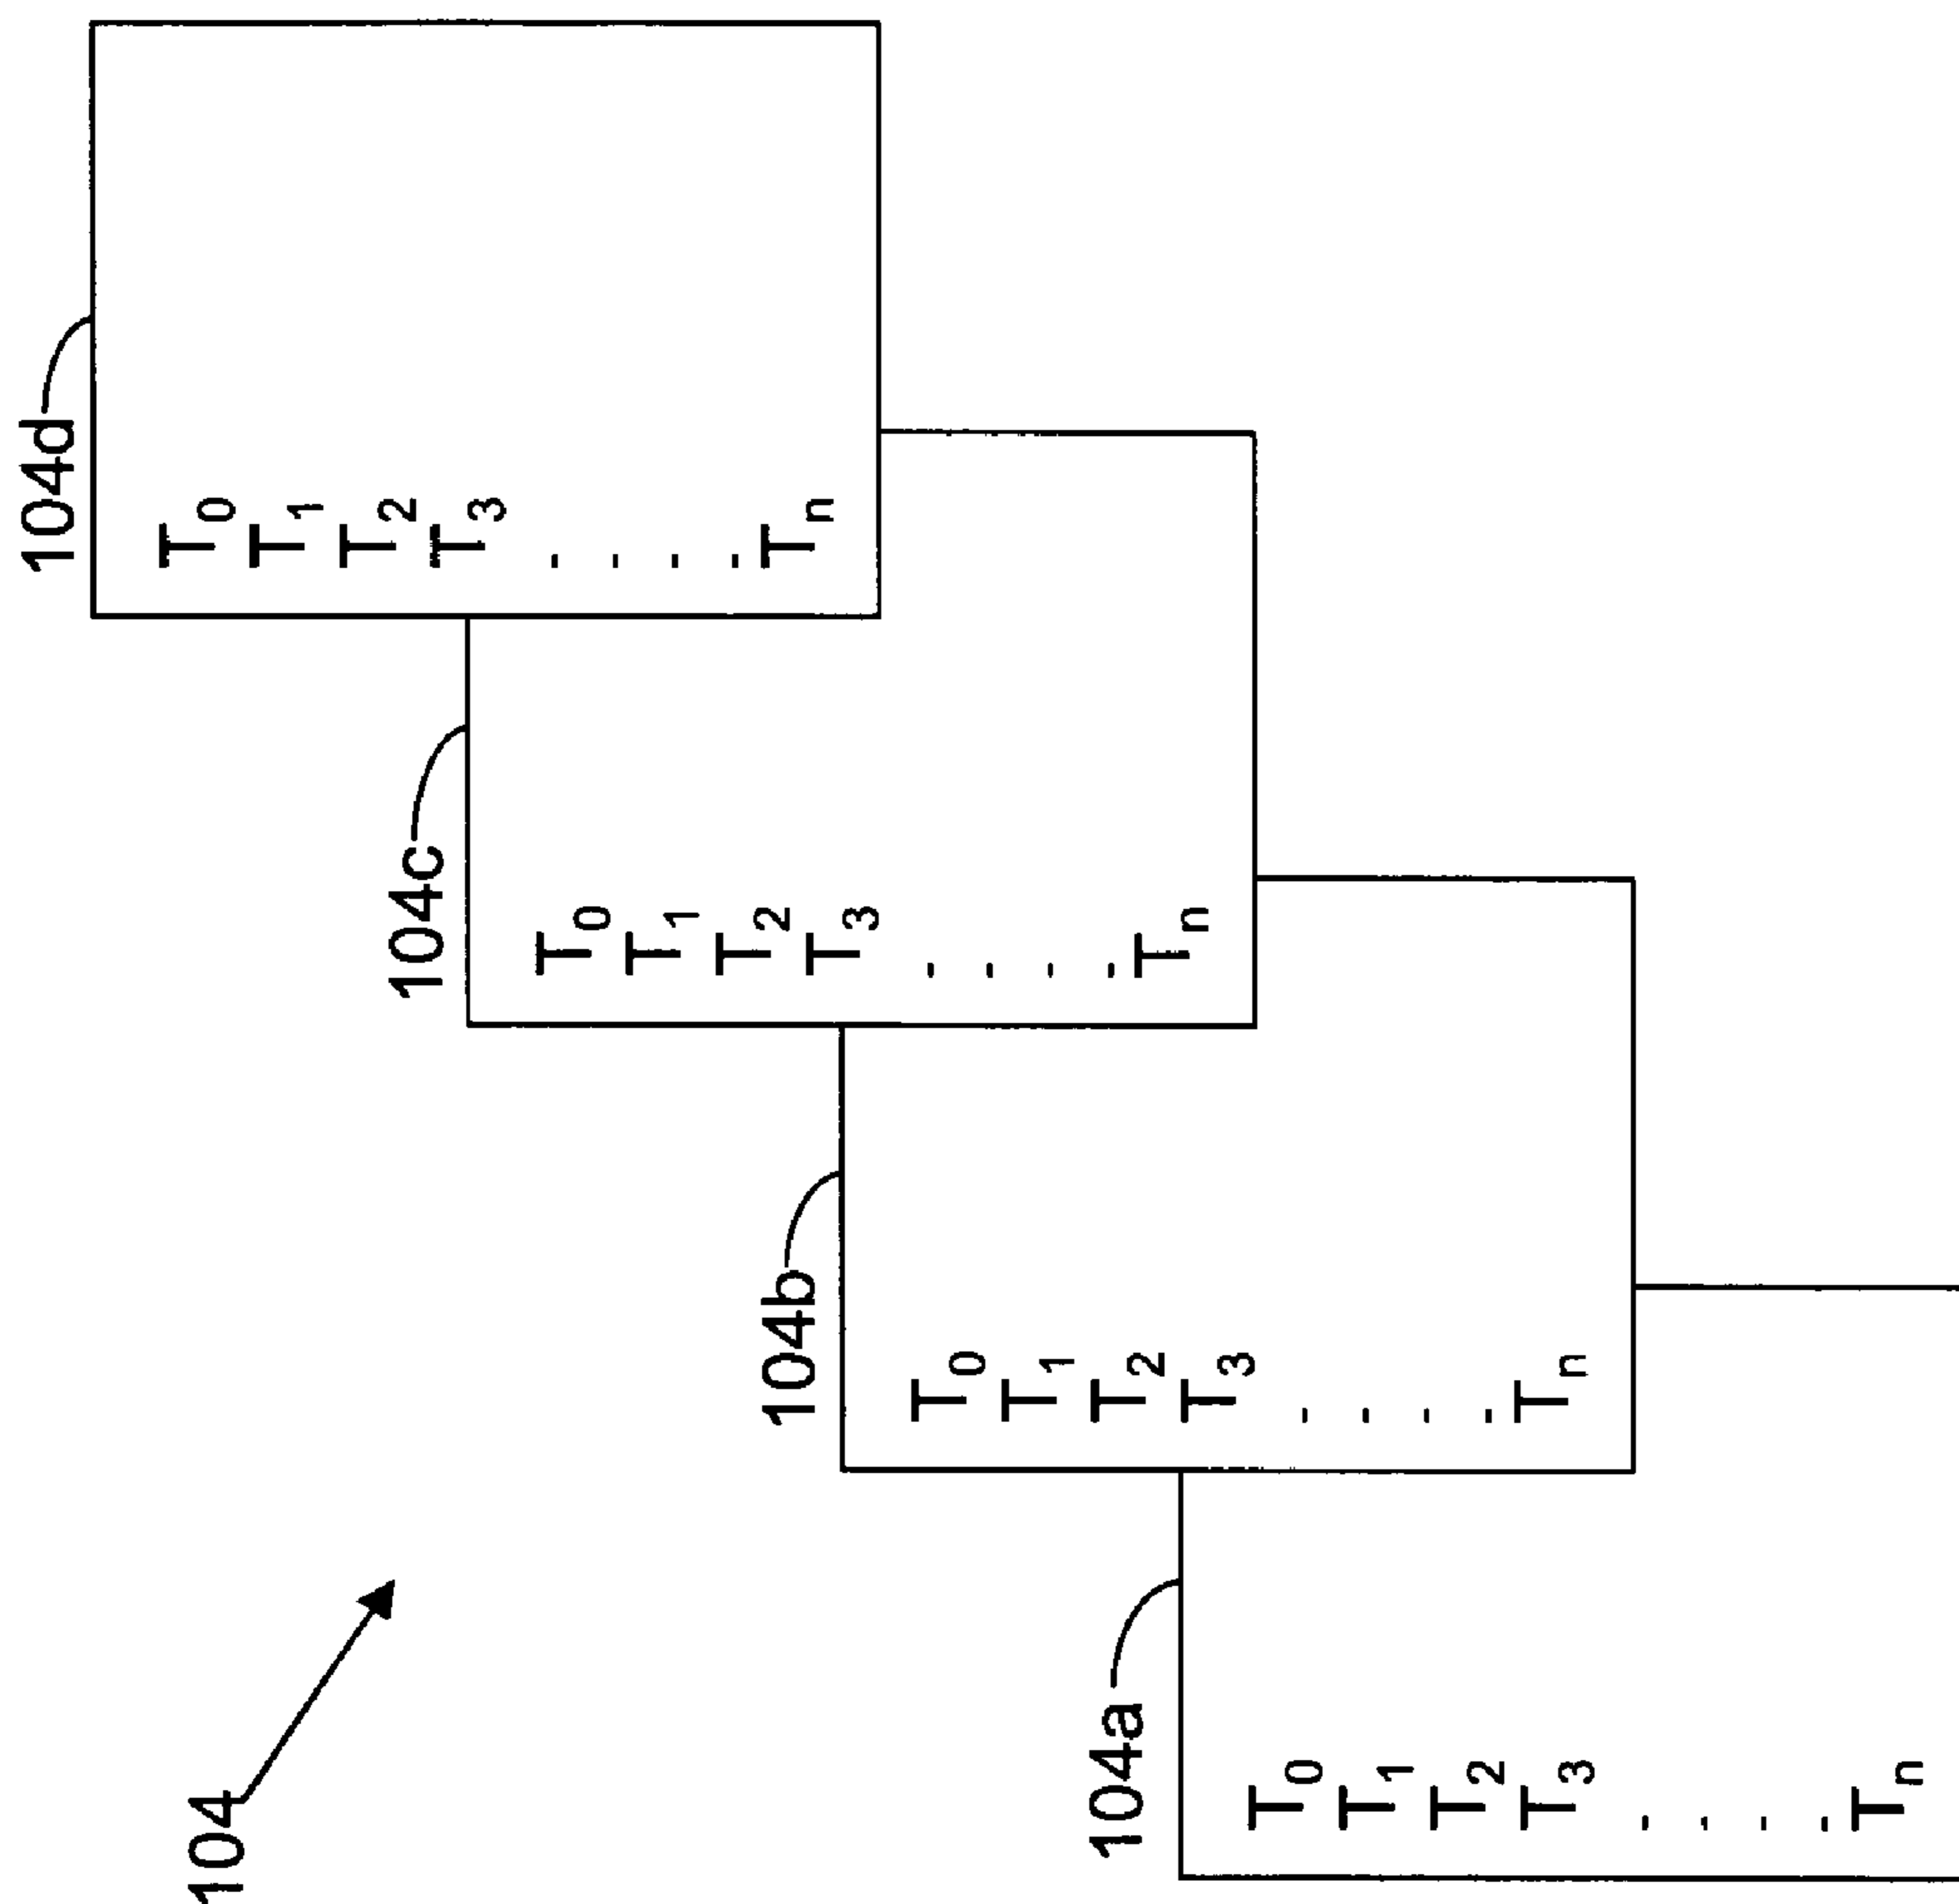 104
104a
T₀
T₁
T₂
T₃
. . . .
Tₙ
104b
T₀
T₁
T₂
T₃
. . . .
Tₙ
104c
T₀
T₁
T₂
T₃
. . . .
Tₙ
104d
T₀
T₁
T₂
T₃
. . . .
Tₙ